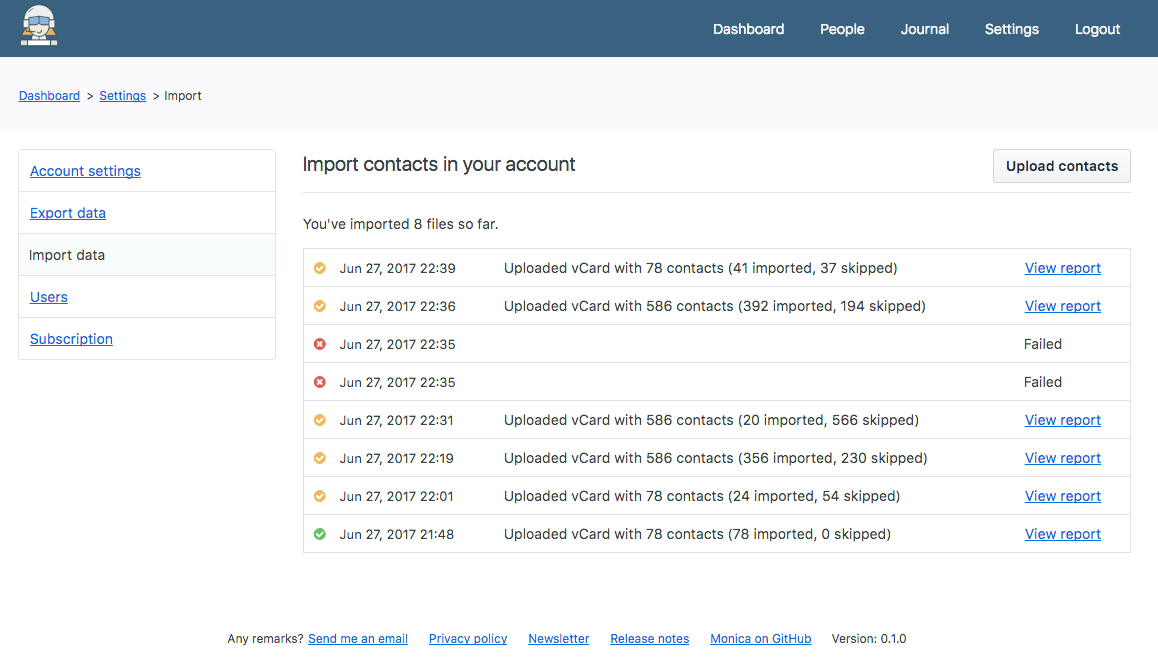 Dashboard People Journal Settings Logout
Dashboard > Settings > Import
Account settings
Export data
Import data
Users
Subscription
Import contacts in your account
Upload contacts
You've imported 8 files so far.
Jun 27, 2017 22:39 Uploaded vCard with 78 contacts (41 imported, 37 skipped) View report
Jun 27, 2017 22:36 Uploaded vCard with 586 contacts (392 imported, 194 skipped) View report
Jun 27, 2017 22:35 Failed
Jun 27, 2017 22:35 Failed
Jun 27, 2017 22:31 Uploaded vCard with 586 contacts (20 imported, 566 skipped) View report
Jun 27, 2017 22:19 Uploaded vCard with 586 contacts (356 imported, 230 skipped) View report
Jun 27, 2017 22:01 Uploaded vCard with 78 contacts (24 imported, 54 skipped) View report
Jun 27, 2017 21:48 Uploaded vCard with 78 contacts (78 imported, 0 skipped) View report
Any remarks? Send me an email Privacy policy Newsletter Release notes Monica on GitHub Version: 0.1.0